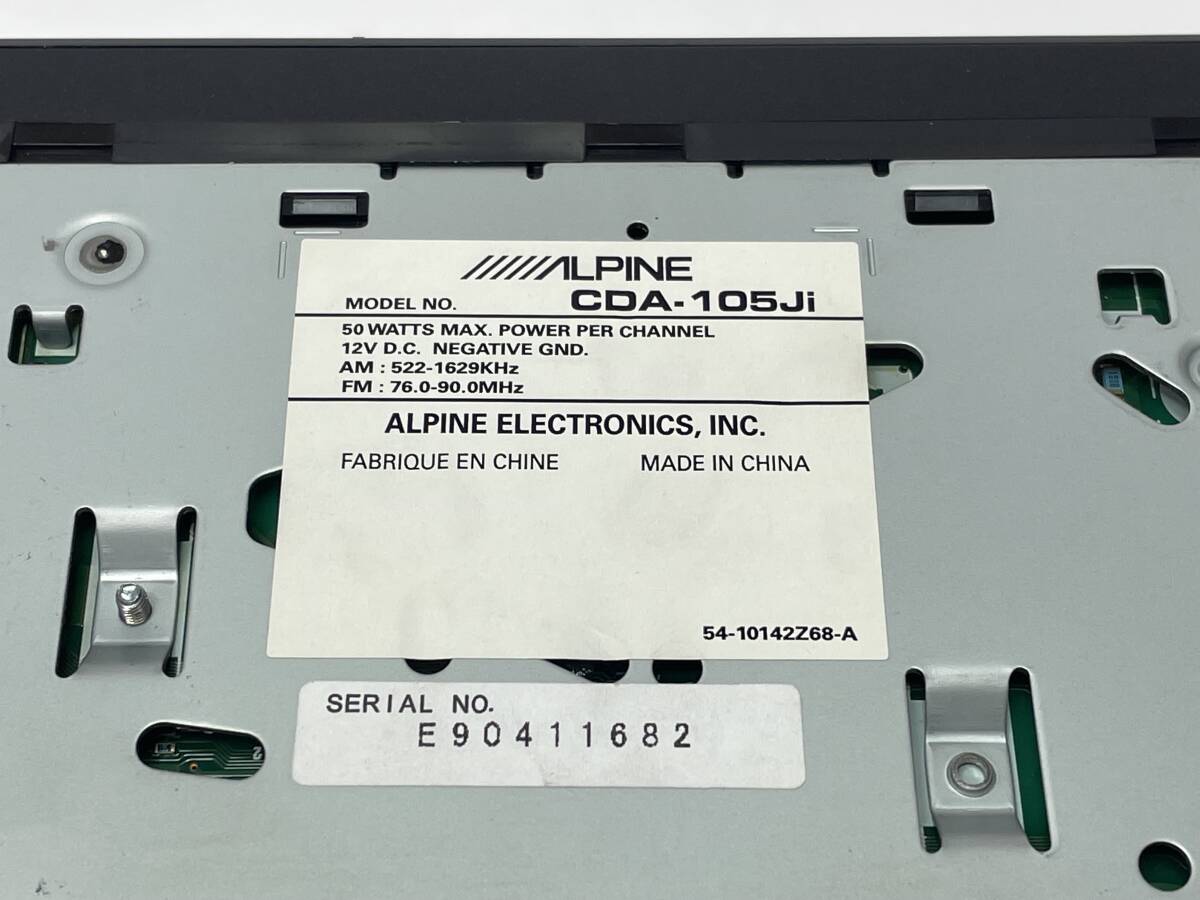 ALPINE
MODEL NO. CDA-105Ji
50 WATTS MAX. POWER PER CHANNEL
12V D.C. NEGATIVE GND.
AM : 522-1629KHz
FM : 76.0-90.0MHz
ALPINE ELECTRONICS, INC.
FABRIQUE EN CHINE MADE IN CHINA
54-10142Z68-A
SERIAL NO.
E90411682
2